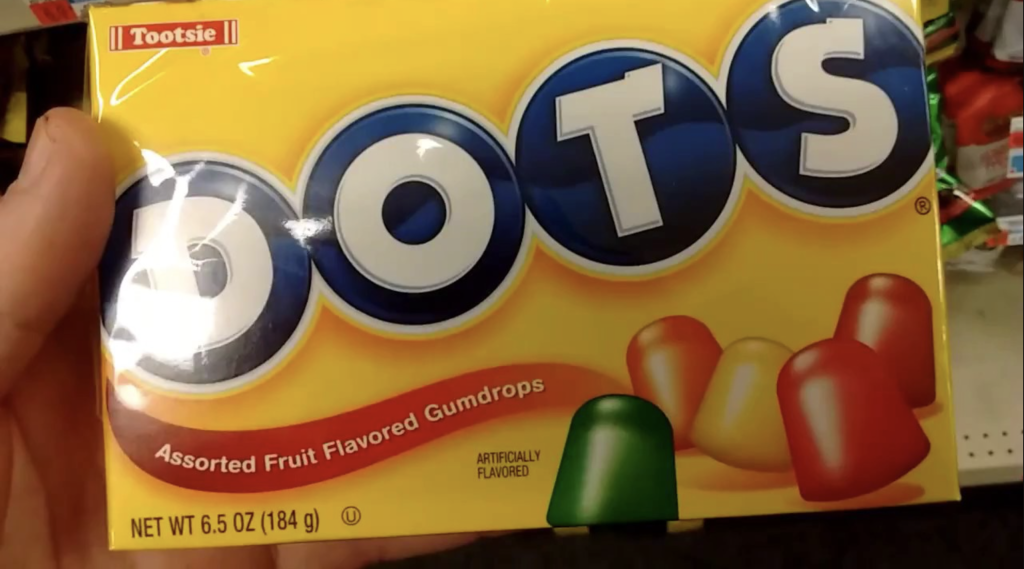 Tootsie
DOTS
®
Assorted Fruit Flavored Gumdrops
ARTIFICIALLY
FLAVORED
NET WT 6.5 OZ (184 g) Ⓤ